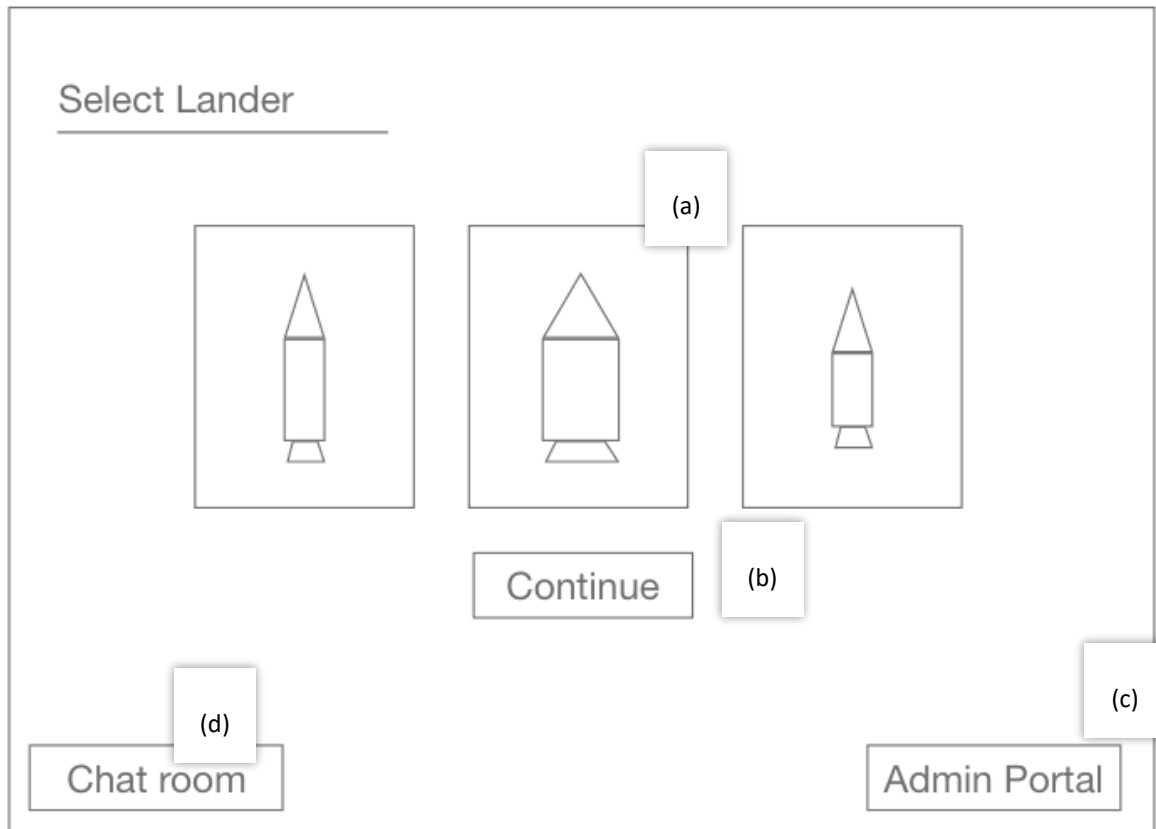 Select Lander
(a)
Continue
(b)
(c)
(d)
Chat room
Admin Portal